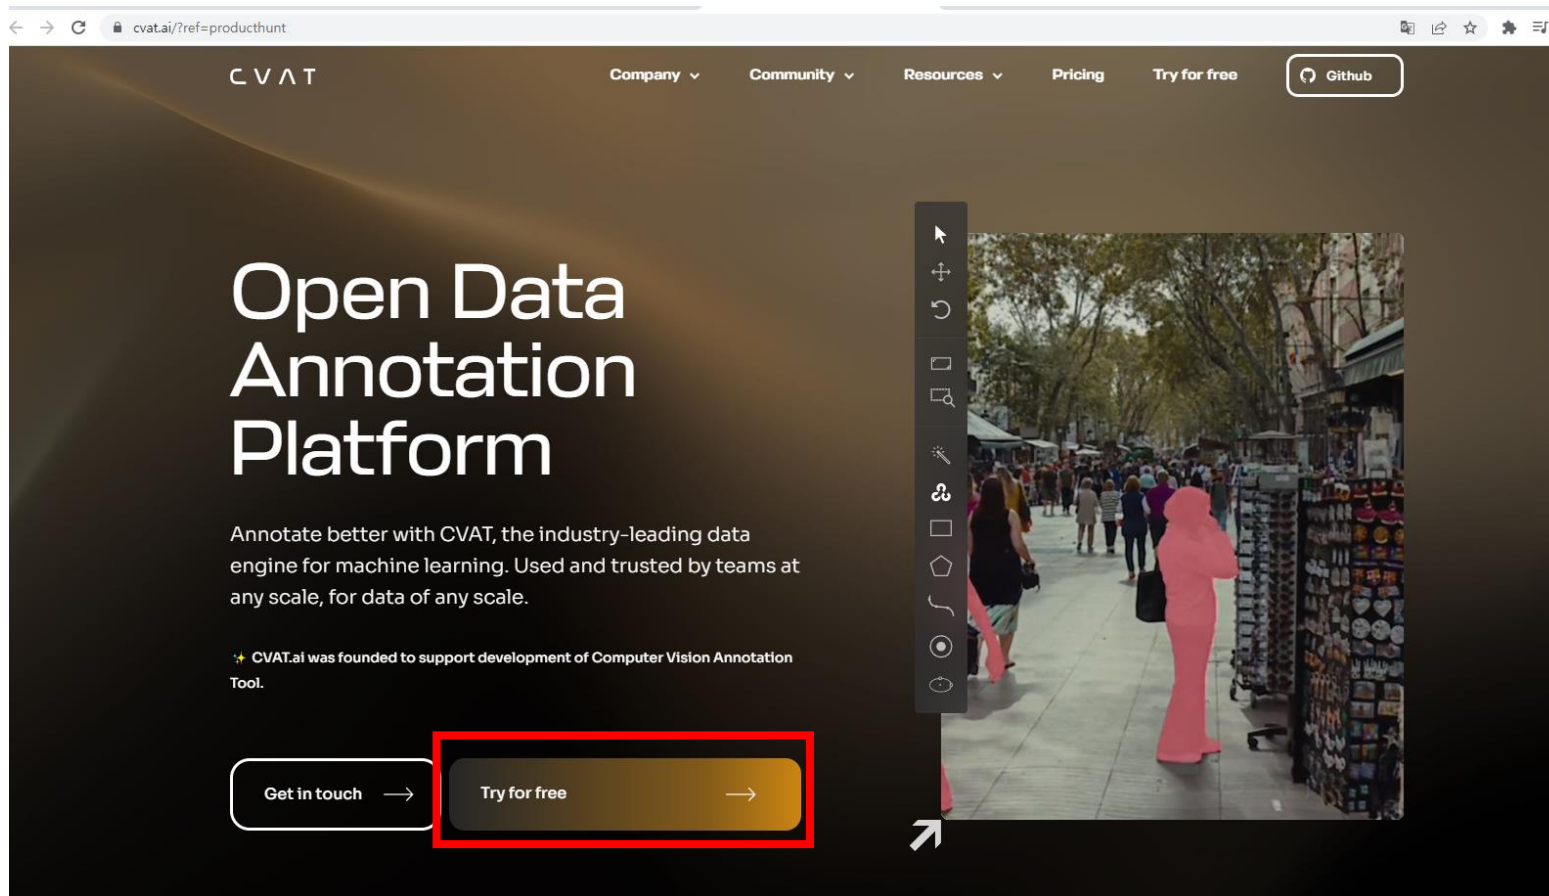 cvat.ai/?ref=producthunt
CVAT
Company
Community
Resources
Pricing
Try for free
Github
Open Data
Annotation
Platform
Annotate better with CVAT, the industry-leading data
engine for machine learning. Used and trusted by teams at
any scale, for data of any scale.
✨ CVAT.ai was founded to support development of Computer Vision Annotation
Tool.
Get in touch
Try for free